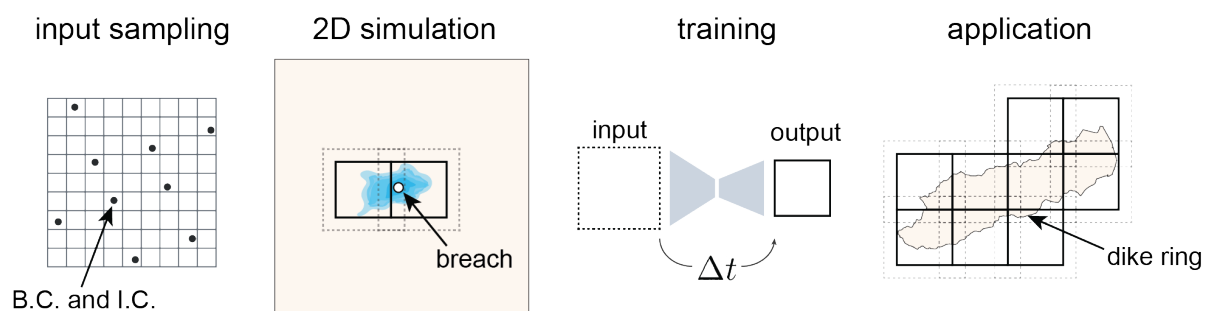 input sampling
2D simulation
training
application
input
output
breach
Δt
dike ring
B.C. and I.C.